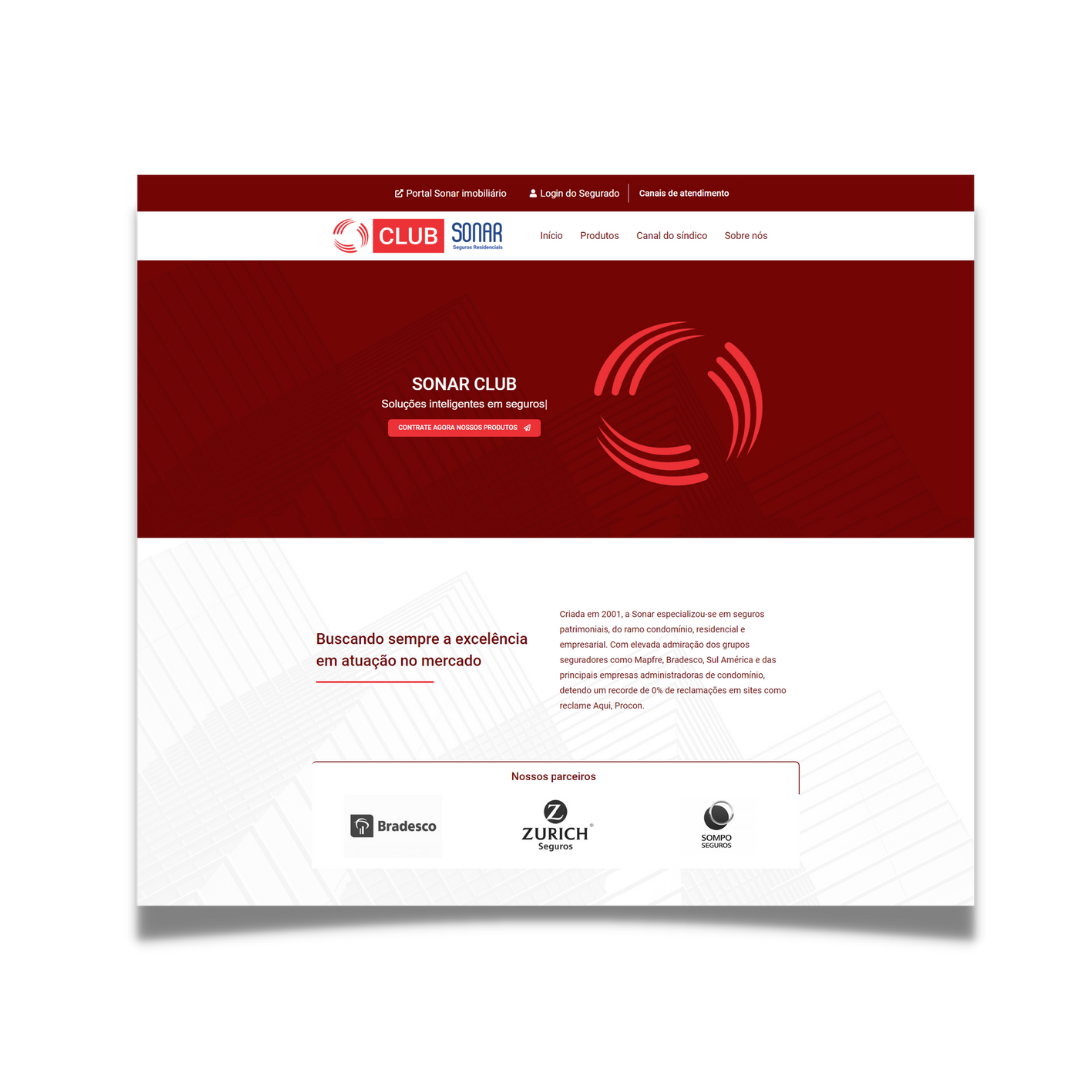 Portal Sonar imobiliário
Login do Segurado
Canais de atendimento
CLUB
SONAR
Seguros Residenciais
Início
Produtos
Canal do síndico
Sobre nós
SONAR CLUB
Soluções inteligentes em seguros|
CONTRATE AGORA NOSSOS PRODUTOS
Buscando sempre a excelência
em atuação no mercado
Criada em 2001, a Sonar especializou-se em seguros
patrimoniais, do ramo condomínio, residencial e
empresarial. Com elevada admiração dos grupos
seguradores como Mapfre, Bradesco, Sul América e das
principais empresas administradoras de condomínio,
detendo um recorde de 0% de reclamações em sites como
reclame Aqui, Procon.
Nossos parceiros
Bradesco
Z
ZURICH®
Seguros
SOMPO
SEGUROS